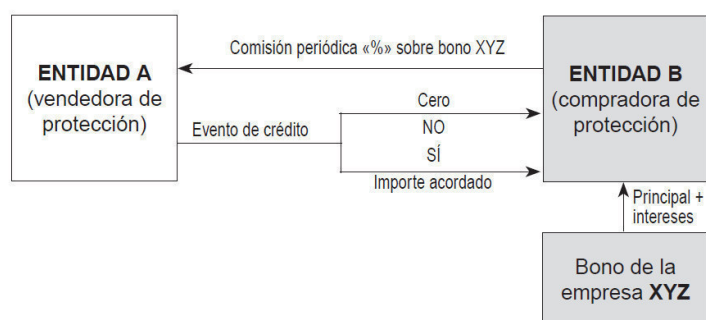 Comisión periódica «%» sobre bono XYZ
ENTIDAD A
(vendedora de
protección)
Evento de crédito
Cero
NO
SÍ
Importe acordado
ENTIDAD B
(compradora de
protección)
Principal +
intereses
Bono de la
empresa XYZ